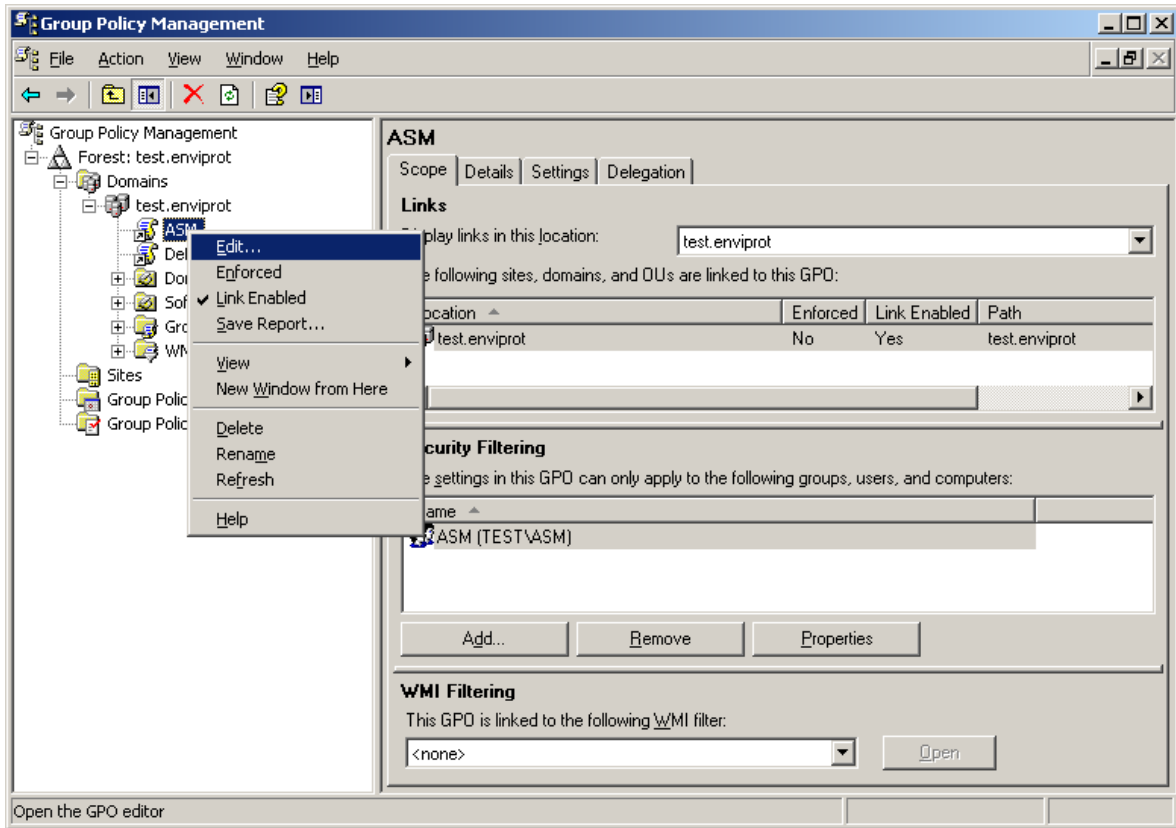 Group Policy Management
File Action View Window Help
Group Policy Management
Forest: test.enviprot
Domains
test.enviprot
ASM
Del
Dor
Sof
Gro
WM
Sites
Group Polic
Group Polic
Edit...
Enforced
Link Enabled
Save Report...
View
New Window from Here
Delete
Rename
Refresh
Help
ASM
Scope Details Settings Delegation
Links
play links in this location: test.enviprot
e following sites, domains, and OUs are linked to this GPO:
ocation Enforced Link Enabled Path
test.enviprot No Yes test.enviprot
curity Filtering
e settings in this GPO can only apply to the following groups, users, and computers:
ame
ASM (TEST\ASM)
Add... Remove Properties
WMI Filtering
This GPO is linked to the following WMI filter:
<none> Open
Open the GPO editor